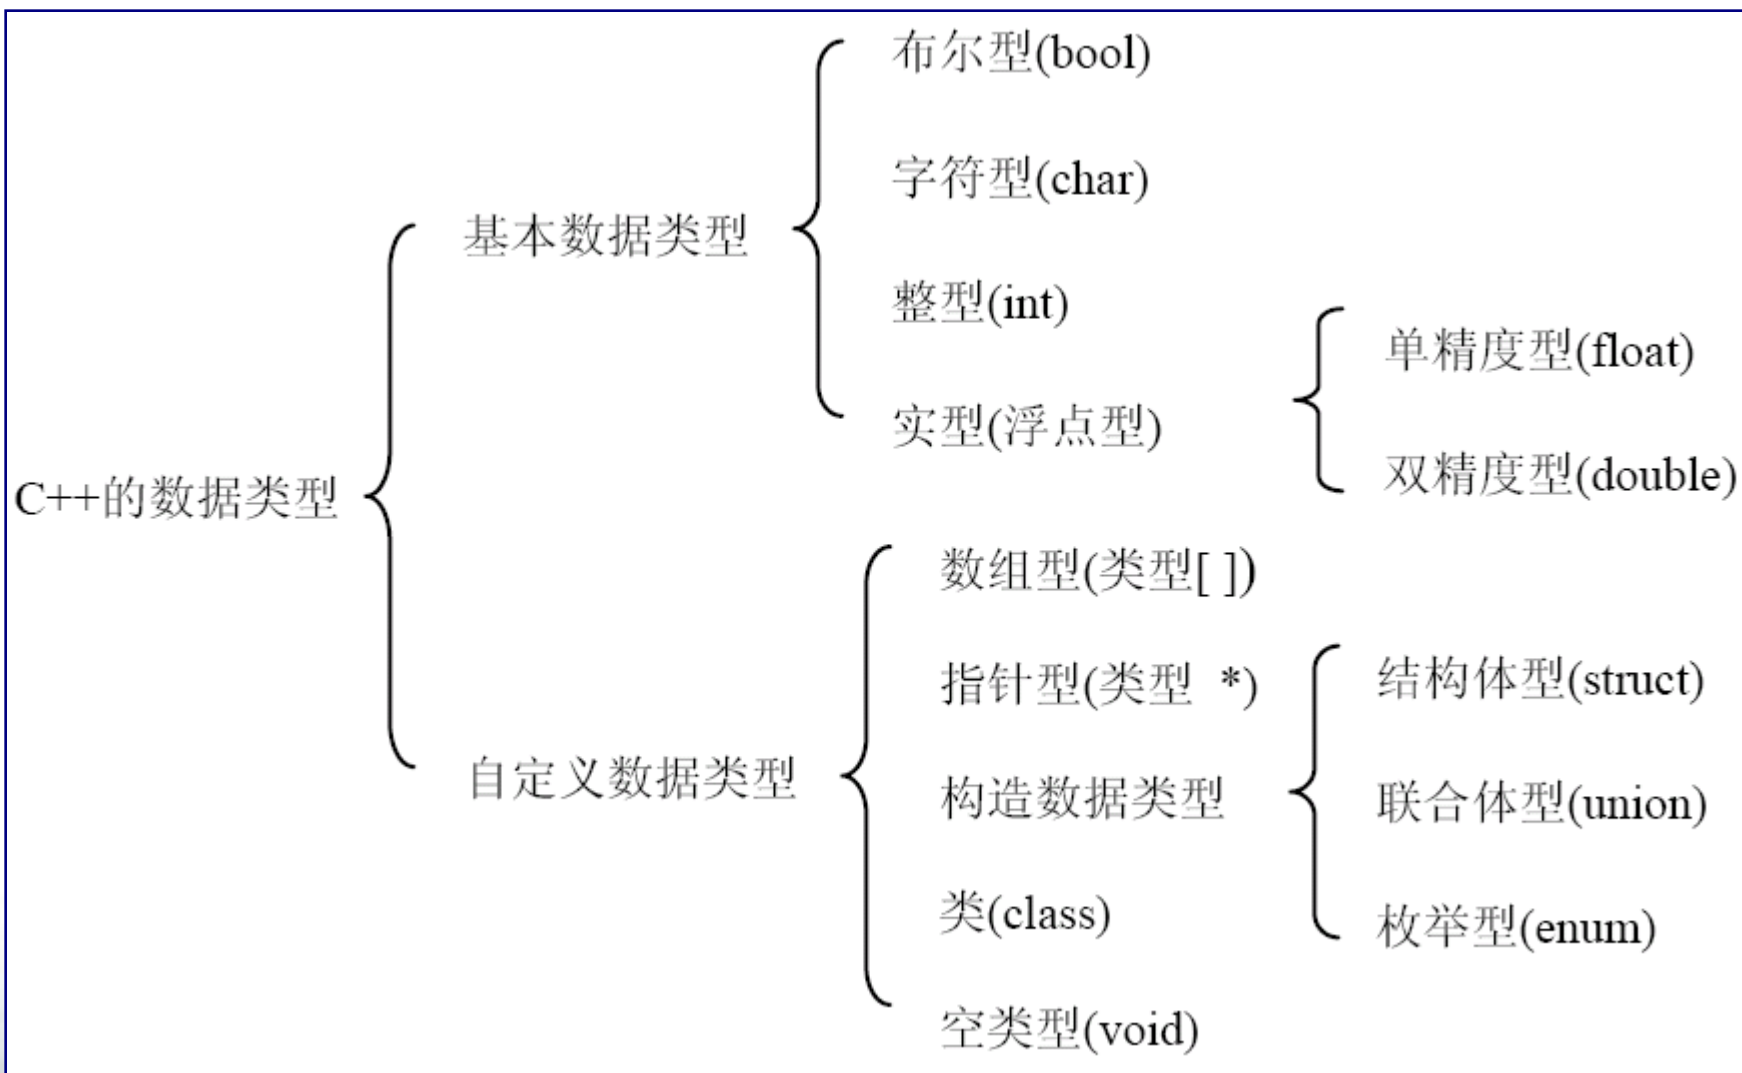 C++的数据类型
基本数据类型
布尔型(bool)
字符型(char)
整型(int)
实型(浮点型)
单精度型(float)
双精度型(double)
自定义数据类型
数组型(类型[ ])
指针型(类型 *)
构造数据类型
结构体型(struct)
联合体型(union)
枚举型(enum)
类(class)
空类型(void)